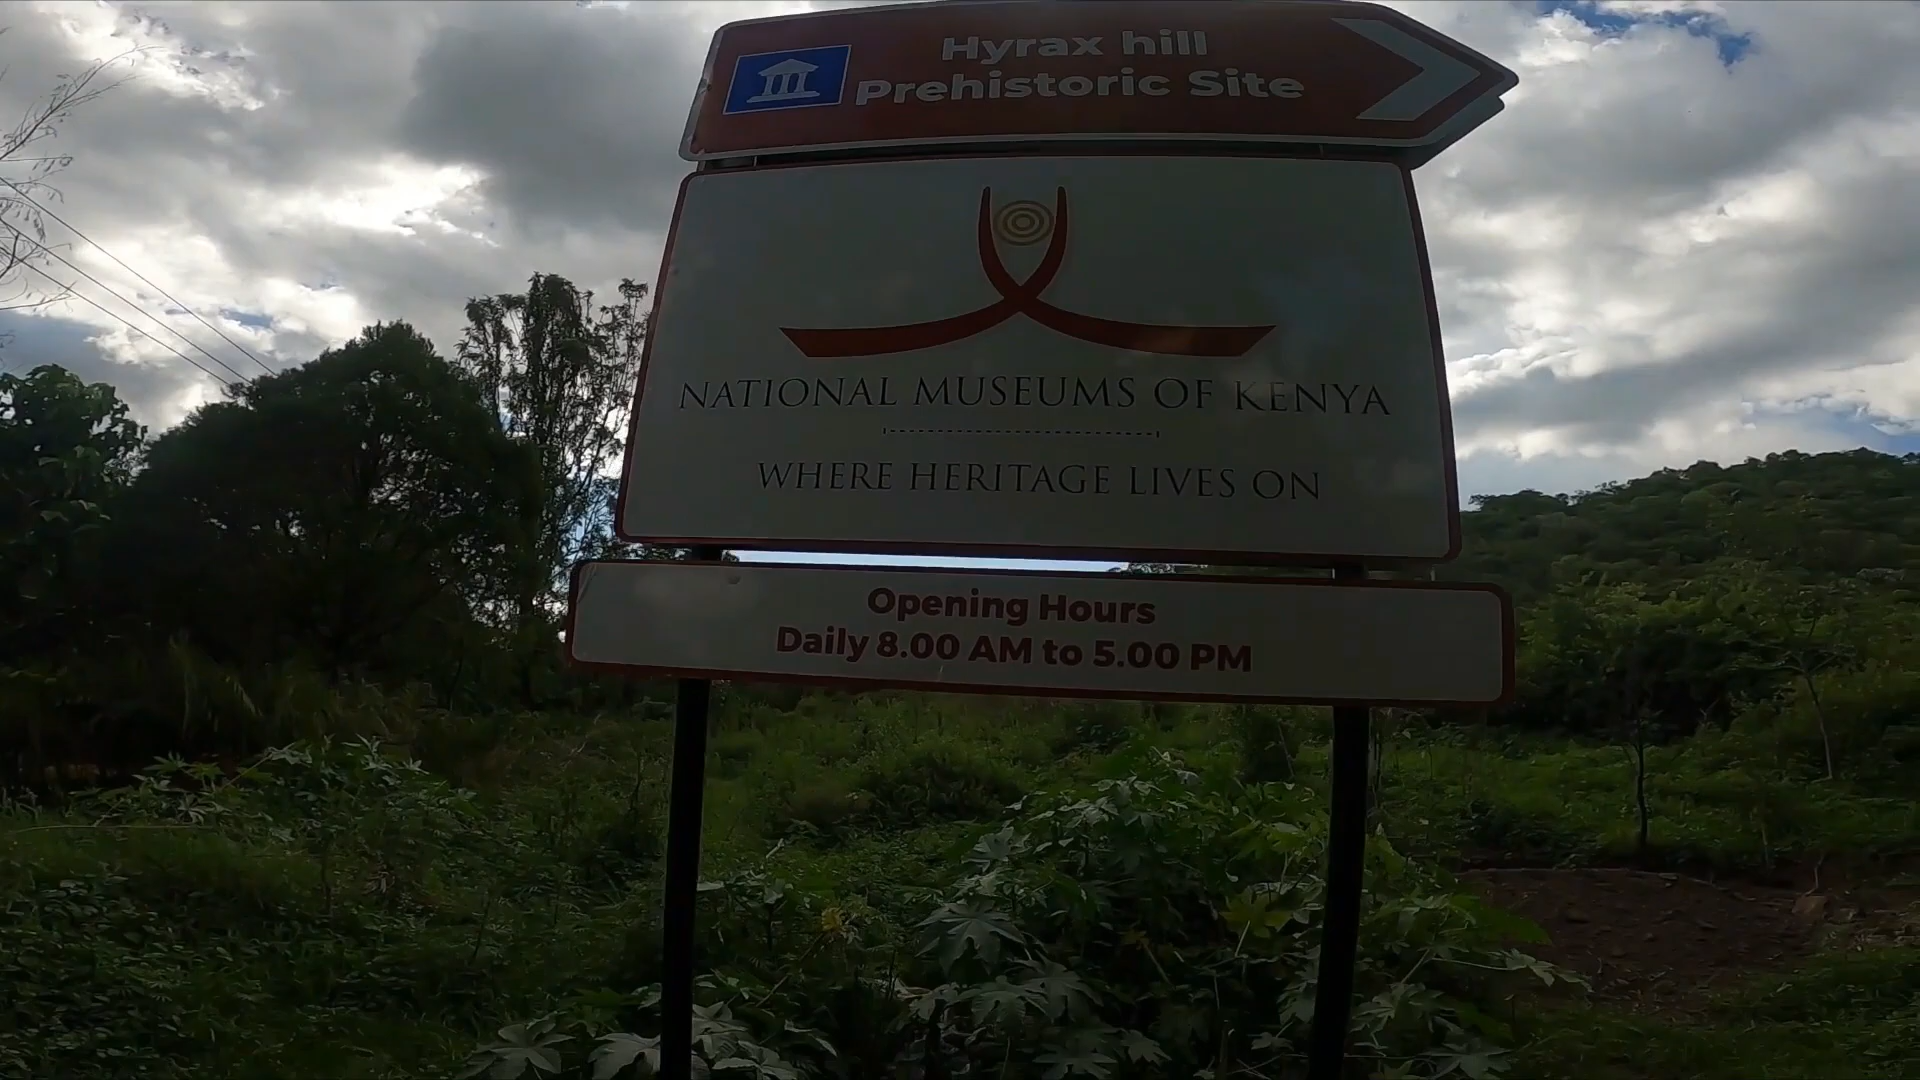 Hyrax hill
Prehistoric Site
NATIONAL MUSEUMS OF KENYA
WHERE HERITAGE LIVES ON
Opening Hours
Daily 8.00 AM to 5.00 PM